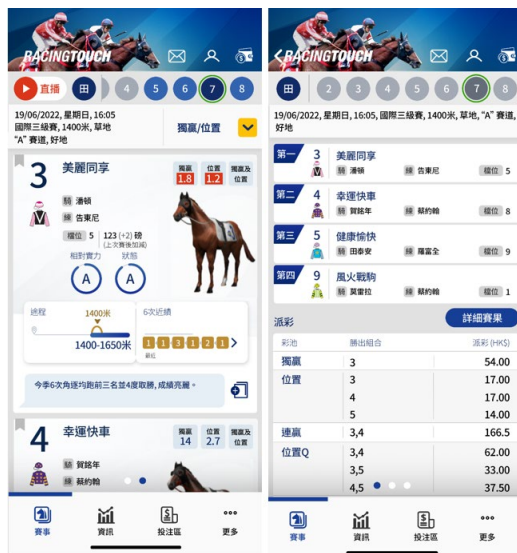 RACINGTOUCH
直播
田
4
5
6
7
8
19/06/2022, 星期日, 16:05
國際三級賽, 1400米, 草地
"A" 賽道, 好地
獨贏/位置
3
美麗同享
獨贏
1.8
位置
1.2
獨贏及
位置
騎 潘頓
練 告東尼
檔位 5
123 (+2) 磅
(上次賽後加減)
相對實力
狀態
A
A
途程
1400米
1400-1650米
6次近績
1 1 3 1 2 1
最近
今季6次角逐均跑前三名並4度取勝, 成績亮麗。
4
幸運快車
獨贏
14
位置
2.7
獨贏及
位置
騎 賀銘年
練 蔡約翰
賽事
資訊
投注區
更多
RACINGTOUCH
田
2
3
4
5
6
7
8
19/06/2022, 星期日, 16:05, 國際三級賽, 1400米, 草地, "A" 賽道,
好地
第一 3 美麗同享
騎 潘頓 練 告東尼 檔位 5
第二 4 幸運快車
騎 賀銘年 練 蔡約翰 檔位 8
第三 5 健康愉快
騎 田泰安 練 羅富全 檔位 9
第四 9 風火戰駒
騎 莫雷拉 練 蔡約翰 檔位 1
派彩
詳細賽果
彩池 勝出組合 派彩 (HK$)
獨贏 3 54.00
位置 3 17.00
4 17.00
5 14.00
連贏 3,4 166.5
位置Q 3,4 62.00
3,5 33.00
4,5 37.50
賽事
資訊
投注區
更多